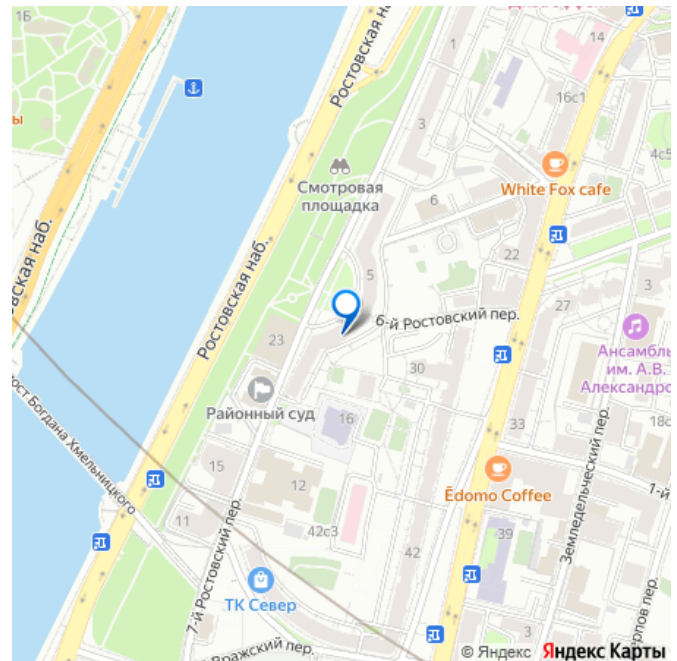 1Б
14
16с1
1
3
4с5
Ростовская наб.
Смотровая
площадка
White Fox cafe
6
22
5
3
27
6-й Ростовский пер.
Ростовская наб.
23
Ансамбль
им. А.В.
Александро
30
Районный суд
16
33
18с
15
12
Ēdomo Coffee
1-й
Земледельческий пер.
ост Богдана Хмельницкого
11
42с3
39
42
7-й Ростовский пер.
ТК Север
3
Вражский пер.
© Яндекс Яндекс Карты